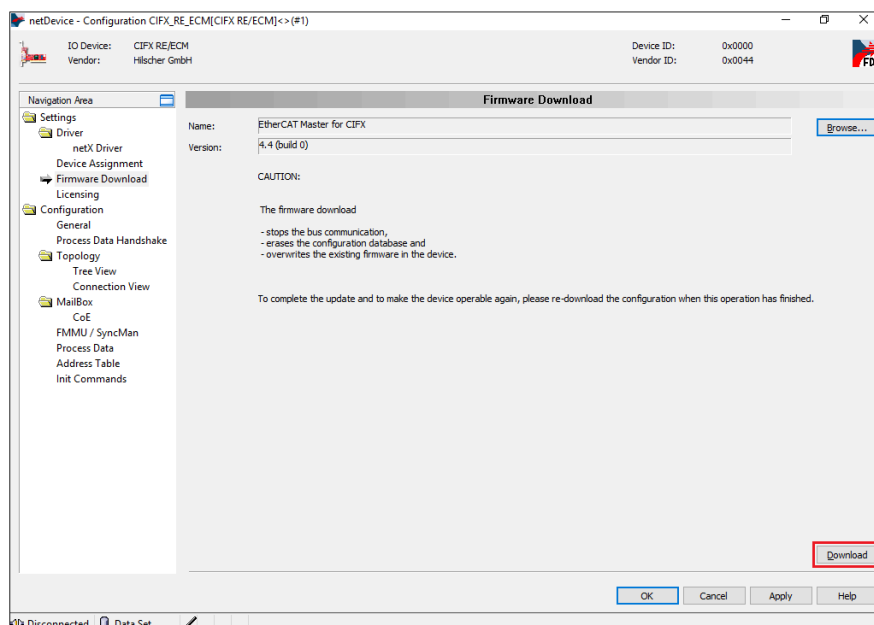 netDevice - Configuration CIFX_RE_ECM[CIFX RE/ECM]<>(#1)
IO Device: CIFX RE/ECM Device ID: 0x0000
Vendor: Hilscher GmbH Vendor ID: 0x0044
FD
Navigation Area
Firmware Download
Settings
Driver
netX Driver
Device Assignment
Firmware Download
Licensing
Configuration
General
Process Data Handshake
Topology
Tree View
Connection View
MailBox
CoE
FMMU / SyncMan
Process Data
Address Table
Init Commands
Name: EtherCAT Master for CIFX Browse...
Version: 4.4 (build 0)
CAUTION:
The firmware download
- stops the bus communication,
- erases the configuration database and
- overwrites the existing firmware in the device.
To complete the update and to make the device operable again, please re-download the configuration when this operation has finished.
Download
OK Cancel Apply Help
Disconnected Data Set